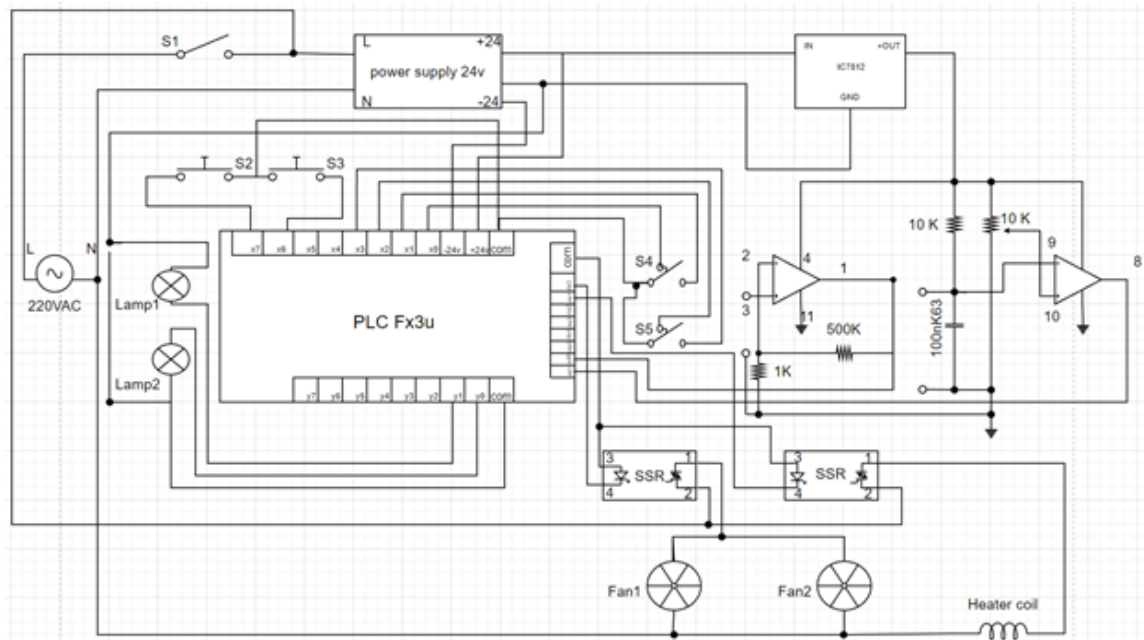 S1
L
+24
power supply 24v
N
-24
IN
+OUT
IC7812
GND
S2
S3
10 K
10 K
9
8
L
N
x7
x6
x5
x4
x3
x2
x1
x0
-24v
+24v
com
com
S4
2
4
1
3
11
10
220VAC
Lamp1
PLC Fx3u
S5
500K
1K
100nK63
Lamp2
y7
y6
y5
y4
y3
y2
y1
y0
com
3
1
SSR
4
2
3
1
SSR
4
2
Fan1
Fan2
Heater coil